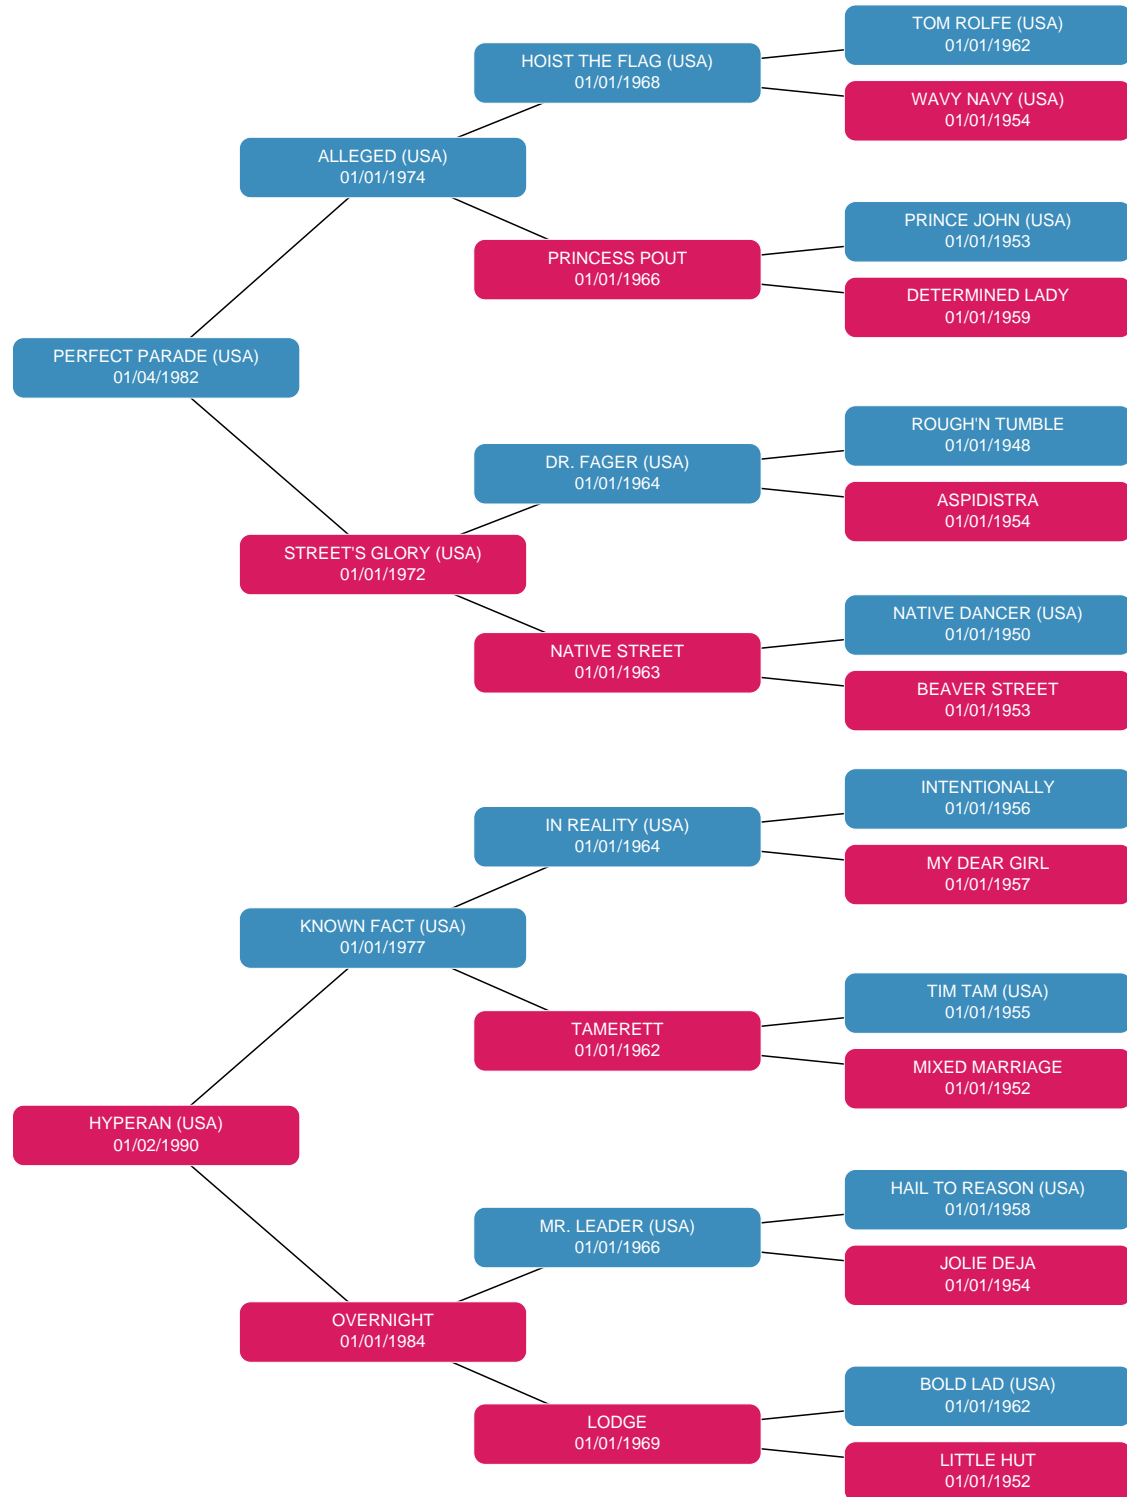 TOM ROLFE (USA)
01/01/1962
HOIST THE FLAG (USA)
01/01/1968
WAVY NAVY (USA)
01/01/1954
ALLEGED (USA)
01/01/1974
PRINCE JOHN (USA)
01/01/1953
PRINCESS POUT
01/01/1966
DETERMINED LADY
01/01/1959
PERFECT PARADE (USA)
01/04/1982
ROUGH'N TUMBLE
01/01/1948
DR. FAGER (USA)
01/01/1964
ASPIDISTRA
01/01/1954
STREET'S GLORY (USA)
01/01/1972
NATIVE DANCER (USA)
01/01/1950
NATIVE STREET
01/01/1963
BEAVER STREET
01/01/1953
INTENTIONALLY
01/01/1956
IN REALITY (USA)
01/01/1964
MY DEAR GIRL
01/01/1957
KNOWN FACT (USA)
01/01/1977
TIM TAM (USA)
01/01/1955
TAMERETT
01/01/1962
MIXED MARRIAGE
01/01/1952
HYPERAN (USA)
01/02/1990
HAIL TO REASON (USA)
01/01/1958
MR. LEADER (USA)
01/01/1966
JOLIE DEJA
01/01/1954
OVERNIGHT
01/01/1984
BOLD LAD (USA)
01/01/1962
LODGE
01/01/1969
LITTLE HUT
01/01/1952